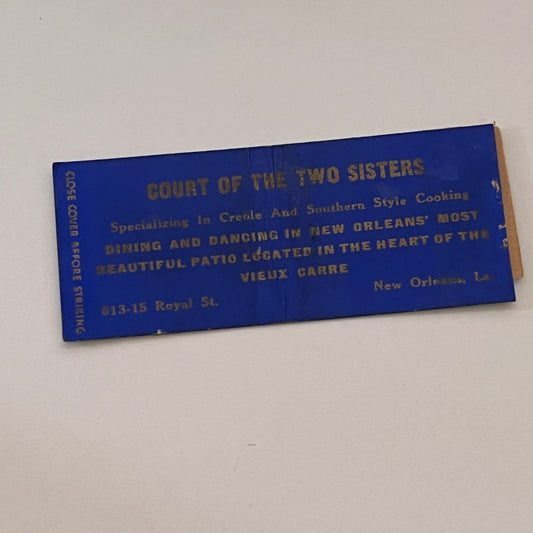 COURT OF THE TWO SISTERS
Specializing In Creole And Southern Style Cooking
DINING AND DANCING IN NEW ORLEANS' MOST
BEAUTIFUL PATIO LOCATED IN THE HEART OF THE
VIEUX CARRE
613-15 Royal St.
New Orleans, La.
CLOSE COVER BEFORE STRIKING